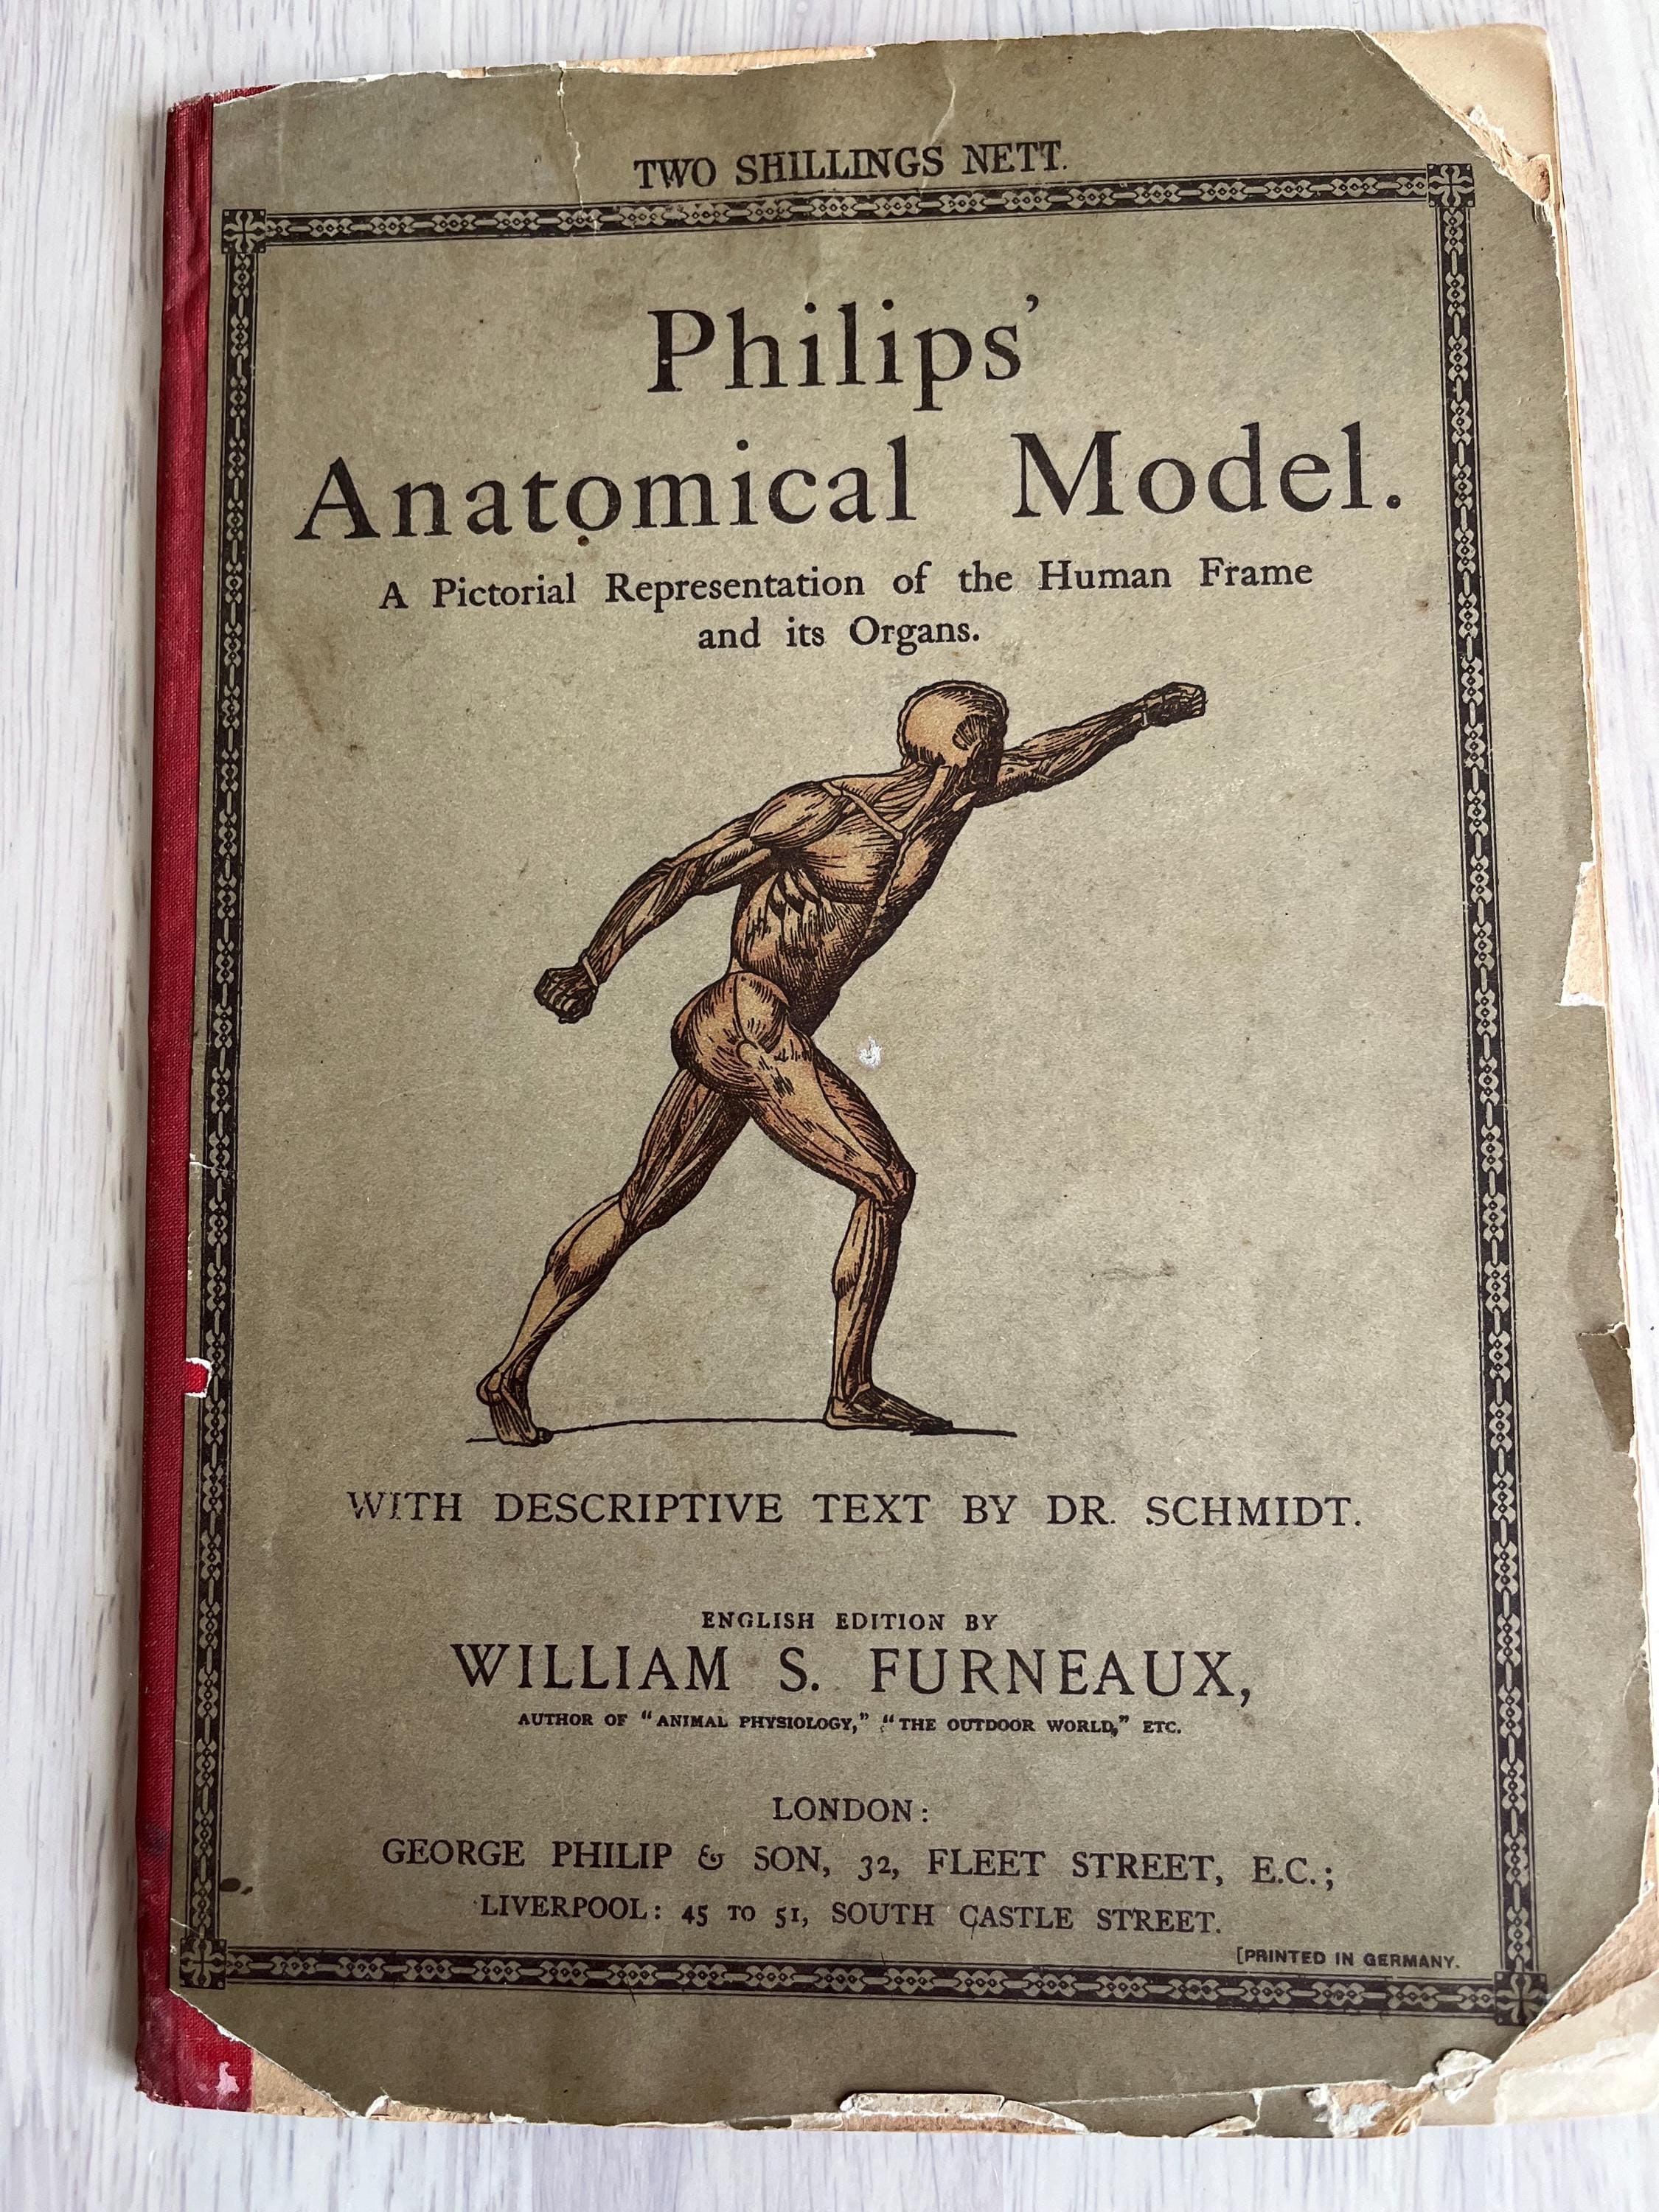 TWO SHILLINGS NETT.
Philips'
Anatomical Model.
A Pictorial Representation of the Human Frame
and its Organs.
WITH DESCRIPTIVE TEXT BY DR. SCHMIDT.
ENGLISH EDITION BY
WILLIAM S. FURNEAUX,
AUTHOR OF "ANIMAL PHYSIOLOGY," "THE OUTDOOR WORLD," ETC.
LONDON:
GEORGE PHILIP & SON, 32, FLEET STREET, E.C.;
LIVERPOOL: 45 TO 51, SOUTH CASTLE STREET.
[PRINTED IN GERMANY.